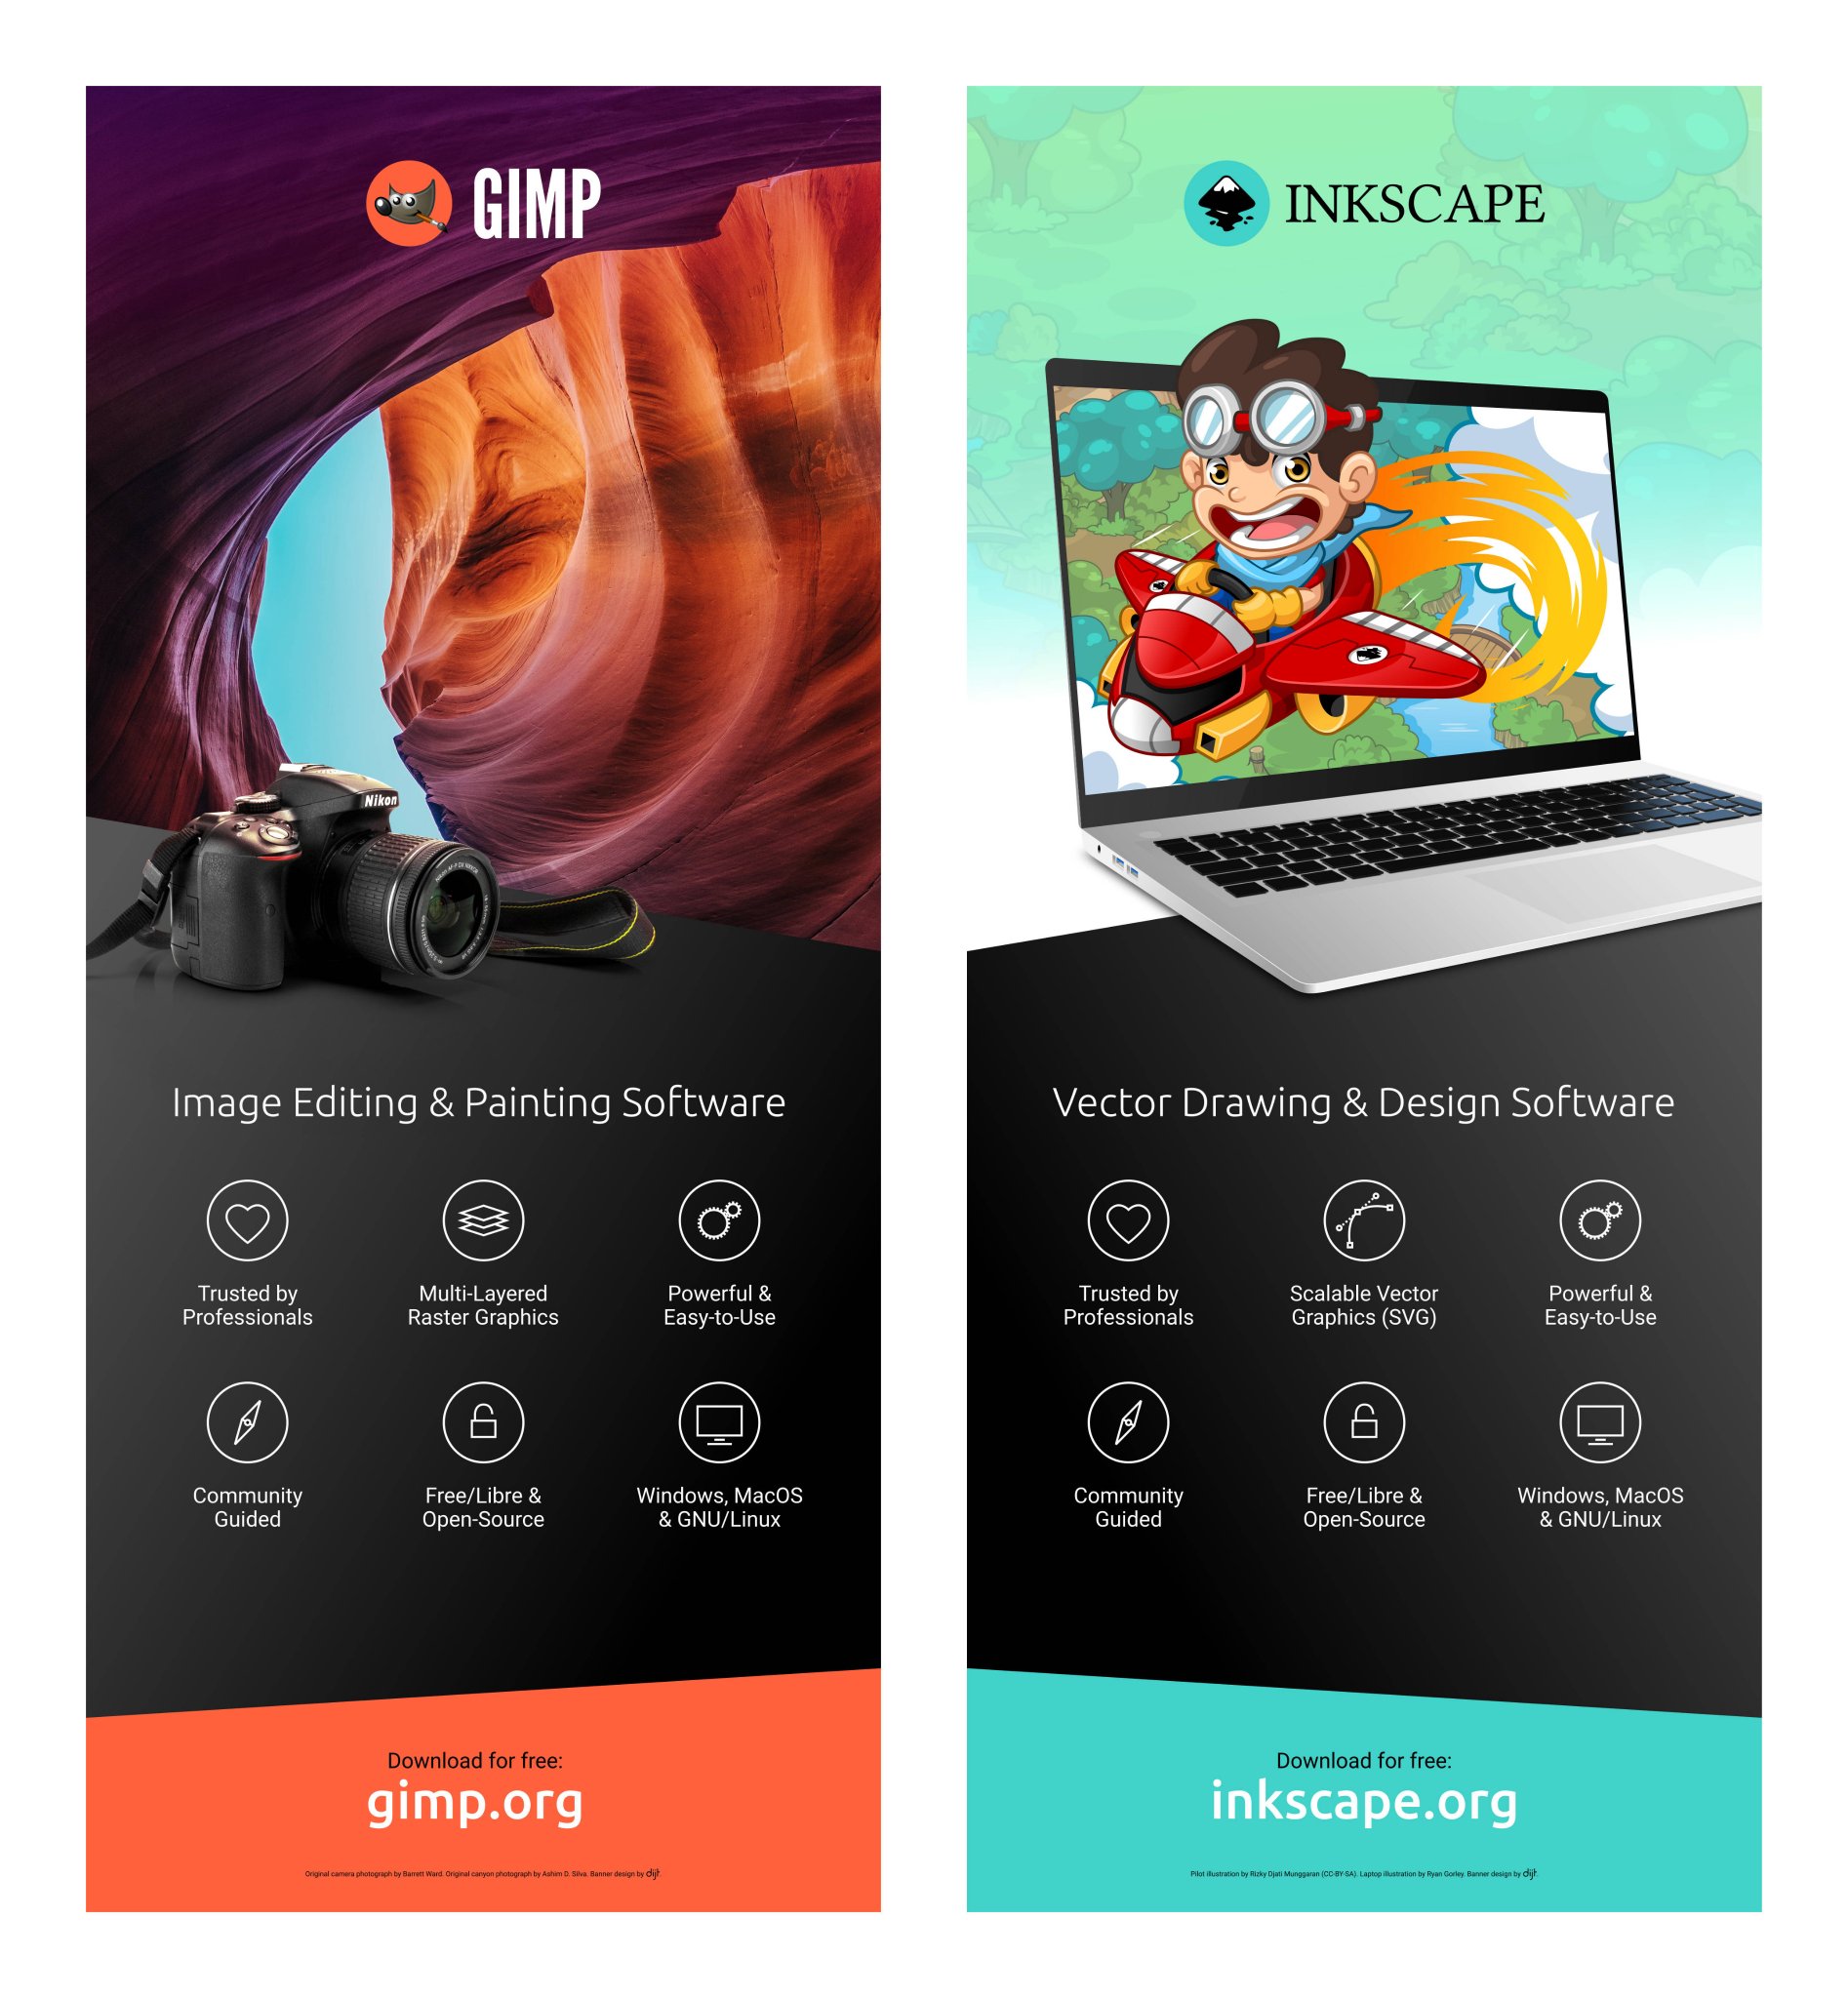 GIMP
Nikon
Image Editing & Painting Software
Trusted by
Professionals
Multi-Layered
Raster Graphics
Powerful &
Easy-to-Use
Community
Guided
Free/Libre &
Open-Source
Windows, MacOS
& GNU/Linux
Download for free:
gimp.org
Original camera photograph by Barrett Ward. Original canyon photograph by Ashim D. Silva. Banner design by dijt.
INKSCAPE
Vector Drawing & Design Software
Trusted by
Professionals
Scalable Vector
Graphics (SVG)
Powerful &
Easy-to-Use
Community
Guided
Free/Libre &
Open-Source
Windows, MacOS
& GNU/Linux
Download for free:
inkscape.org
Pilot illustration by Rizky Djati Munggaran (CC-BY-SA). Laptop illustration by Ryan Gorley. Banner design by dijt.